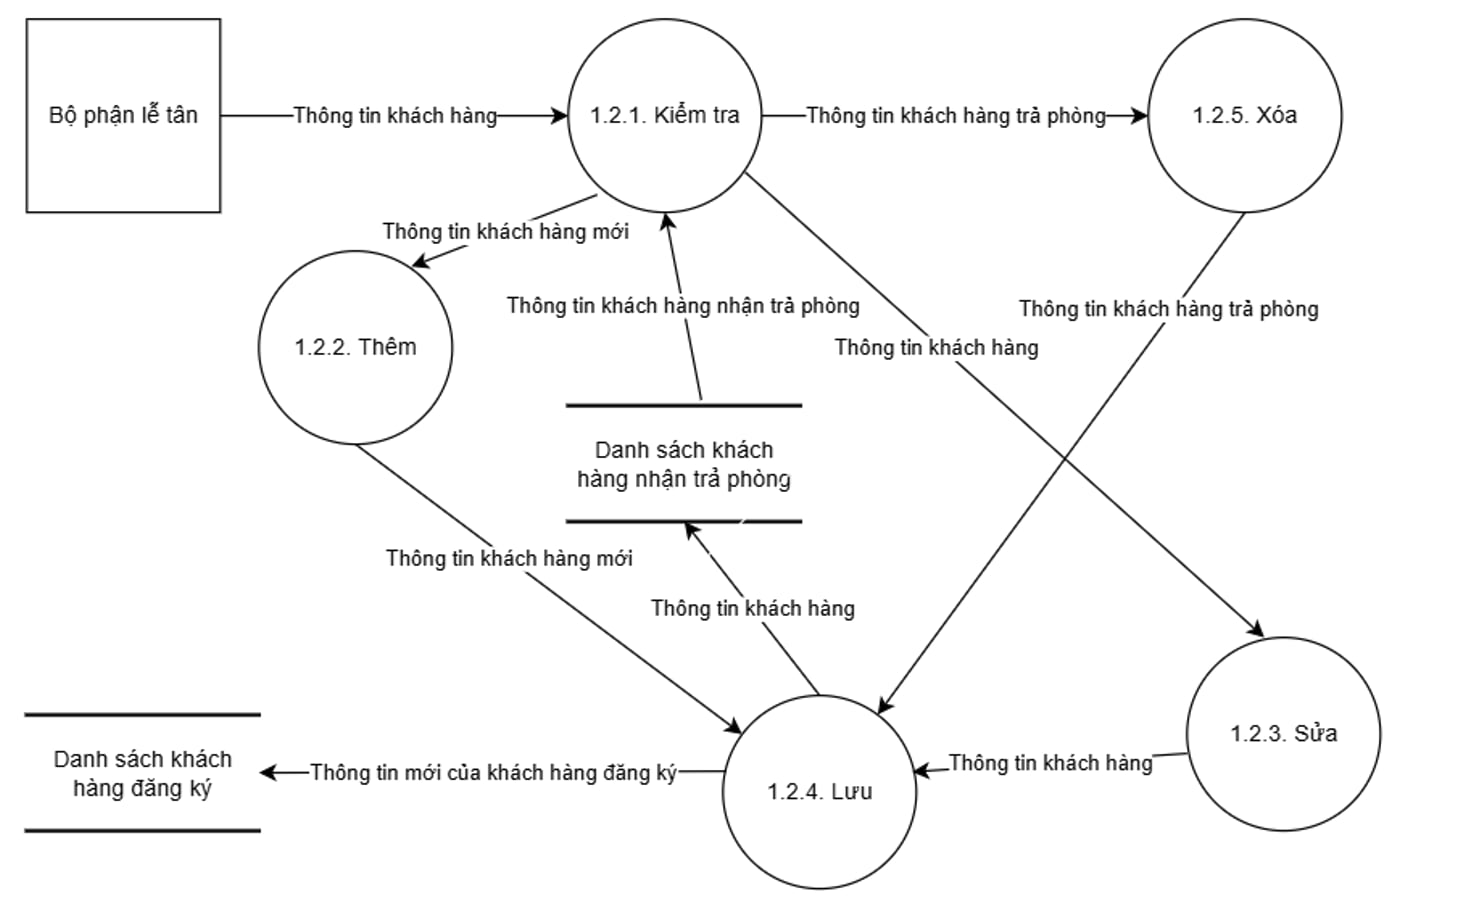 Bộ phận lễ tân
Thông tin khách hàng
1.2.1. Kiểm tra
Thông tin khách hàng trả phòng
1.2.5. Xóa
Thông tin khách hàng mới
Thông tin khách hàng nhận trả phòng
Thông tin khách hàng trả phòng
1.2.2. Thêm
Thông tin khách hàng
Danh sách khách
hàng nhận trả phòng
Thông tin khách hàng mới
Thông tin khách hàng
1.2.3. Sửa
Danh sách khách
hàng đăng ký
Thông tin mới của khách hàng đăng ký
1.2.4. Lưu
Thông tin khách hàng